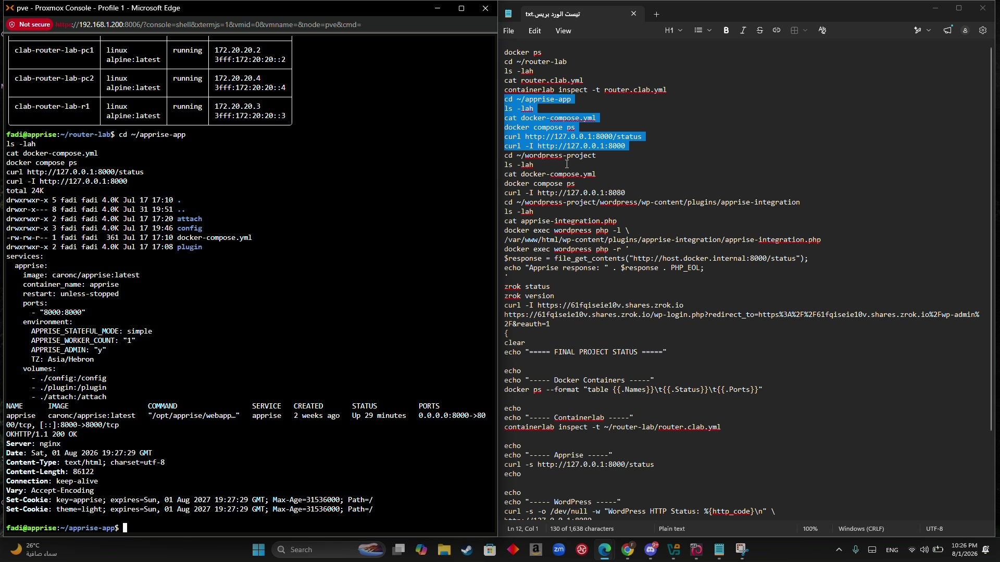 pve - Proxmox Console - Profile 1 - Microsoft Edge
Not secure https://192.168.1.200:8006/?console=shell&xtermjs=1&vmid=0&vmname=&node=pve&cmd=
clab-router-lab-pc1 linux running 172.20.20.2
alpine:latest 3fff:172:20:20::2
clab-router-lab-pc2 linux running 172.20.20.4
alpine:latest 3fff:172:20:20::4
clab-router-lab-r1 linux running 172.20.20.3
alpine:latest 3fff:172:20:20::3
fadi@apprise:~/router-lab$ cd ~/apprise-app
ls -lah
cat docker-compose.yml
docker compose ps
curl http://127.0.0.1:8000/status
curl -I http://127.0.0.1:8000
total 24K
drwxrwxr-x 5 fadi fadi 4.0K Jul 17 17:10 .
drwxr-x--- 8 fadi fadi 4.0K Jul 31 19:51 ..
drwxrwxr-x 2 fadi fadi 4.0K Jul 17 17:20 attach
drwxrwxr-x 3 fadi fadi 4.0K Jul 17 19:46 config
-rw-rw-r-- 1 fadi fadi  361 Jul 17 17:10 docker-compose.yml
drwxrwxr-x 2 fadi fadi 4.0K Jul 17 17:08 plugin
services:
  apprise:
    image: caronc/apprise:latest
    container_name: apprise
    restart: unless-stopped
    ports:
      - "8000:8000"
    environment:
      APPRISE_STATEFUL_MODE: simple
      APPRISE_WORKER_COUNT: "1"
      APPRISE_ADMIN: "y"
      TZ: Asia/Hebron
    volumes:
      - ./config:/config
      - ./plugin:/plugin
      - ./attach:/attach
NAME IMAGE COMMAND SERVICE CREATED STATUS PORTS
apprise caronc/apprise:latest "/opt/apprise/webapp…" apprise 2 weeks ago Up 29 minutes 0.0.0.0:8000->80
00/tcp, [::]:8000->8000/tcp
OKHTTP/1.1 200 OK
Server: nginx
Date: Sat, 01 Aug 2026 19:27:29 GMT
Content-Type: text/html; charset=utf-8
Content-Length: 86122
Connection: keep-alive
Vary: Accept-Encoding
Set-Cookie: key=apprise; expires=Sun, 01 Aug 2027 19:27:29 GMT; Max-Age=31536000; Path=/
Set-Cookie: theme=light; expires=Sun, 01 Aug 2027 19:27:29 GMT; Max-Age=31536000; Path=/
fadi@apprise:~/apprise-app$
تيست الورد بريس.txt
File Edit View H1
docker ps
cd ~/router-lab
ls -lah
cat router.clab.yml
containerlab inspect -t router.clab.yml
cd ~/apprise-app
ls -lah
cat docker-compose.yml
docker compose ps
curl http://127.0.0.1:8000/status
curl -I http://127.0.0.1:8000
cd ~/wordpress-project
ls -lah
cat docker-compose.yml
docker compose ps
curl -I http://127.0.0.1:8080
cd ~/wordpress-project/wordpress/wp-content/plugins/apprise-integration
ls -lah
cat apprise-integration.php
docker exec wordpress php -l \
/var/www/html/wp-content/plugins/apprise-integration/apprise-integration.php
docker exec wordpress php -r '
$response = file_get_contents("http://host.docker.internal:8000/status");
echo "Apprise response: " . $response . PHP_EOL;
'
zrok status
zrok version
curl -I https://61fqiseie10v.shares.zrok.io
https://61fqiseie10v.shares.zrok.io/wp-login.php?redirect_to=https%3A%2F%2F61fqiseie10v.shares.zrok.io%2Fwp-admin%
2F&reauth=1
{
clear
echo "===== FINAL PROJECT STATUS ====="
echo
echo "----- Docker Containers -----"
docker ps --format "table {{.Names}}\t{{.Status}}\t{{.Ports}}"
echo
echo "----- Containerlab -----"
containerlab inspect -t ~/router-lab/router.clab.yml
echo
echo "----- Apprise -----"
curl -s http://127.0.0.1:8000/status
echo
echo
echo "----- WordPress -----"
curl -s -o /dev/null -w "WordPress HTTP Status: %{http_code}\n" \
http://127.0.0.1:8080
Ln 12, Col 1 130 of 1,638 characters Plain text 100% Windows (CRLF) UTF-8
26°C
سماء صافية
Search
zm
9+
ENG
10:26 PM
8/1/2026